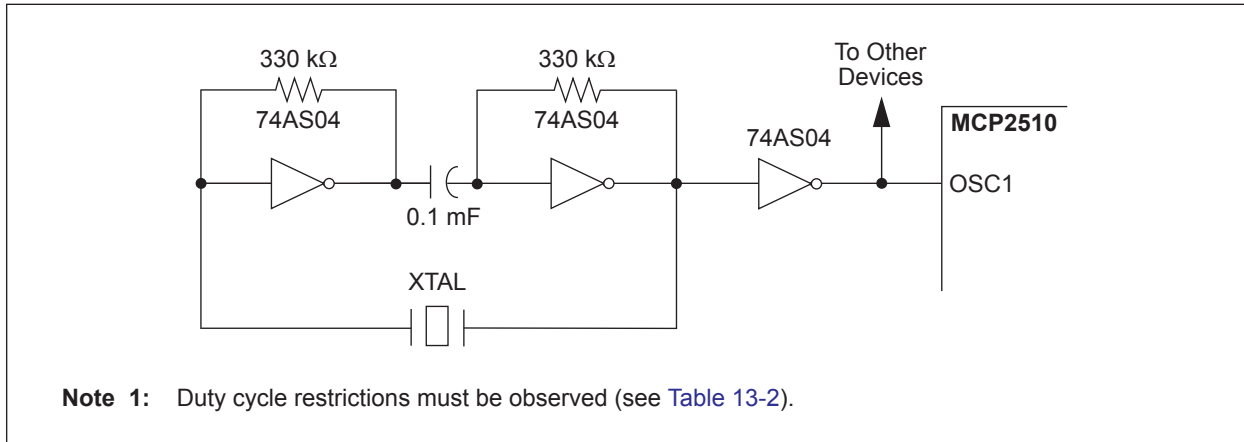 330 kΩ
74AS04
330 kΩ
74AS04
74AS04
To Other
Devices
MCP2510
OSC1
0.1 mF
XTAL
Note 1: Duty cycle restrictions must be observed (see Table 13-2).